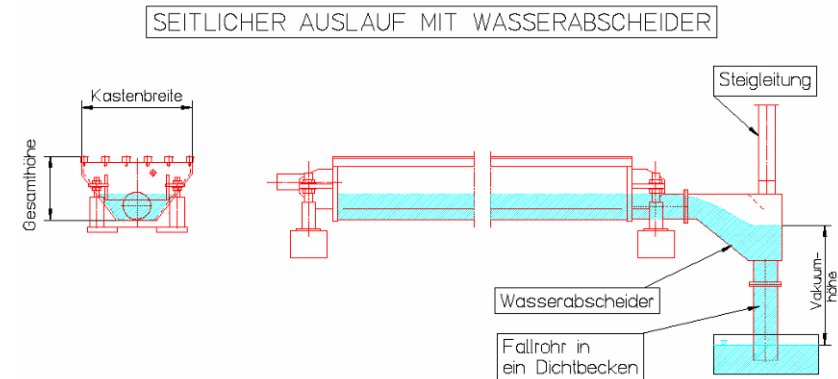 SEITLICHER AUSLAUF MIT WASSERABSCHEIDER
Steigleitung
Kastenbreite
Gesamthöhe
Wasserabscheider
Vakuum-
höhe
Fallrohr in
ein Dichtbecken